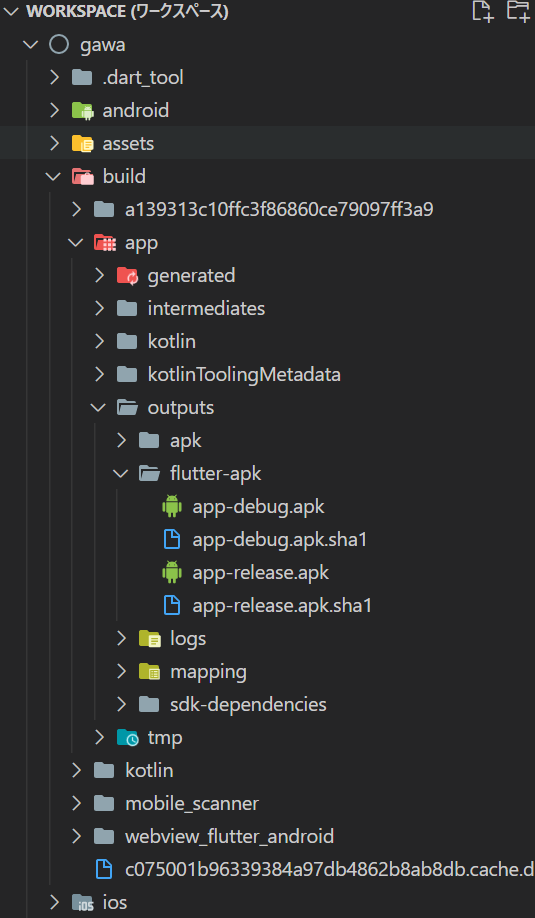 WORKSPACE (ワークスペース)
gawa
.dart_tool
android
assets
build
a139313c10ffc3f86860ce79097ff3a9
app
generated
intermediates
kotlin
kotlinToolingMetadata
outputs
apk
flutter-apk
app-debug.apk
app-debug.apk.sha1
app-release.apk
app-release.apk.sha1
logs
mapping
sdk-dependencies
tmp
kotlin
mobile_scanner
webview_flutter_android
c075001b96339384a97db4862b8ab8db.cache.d
iOS ios